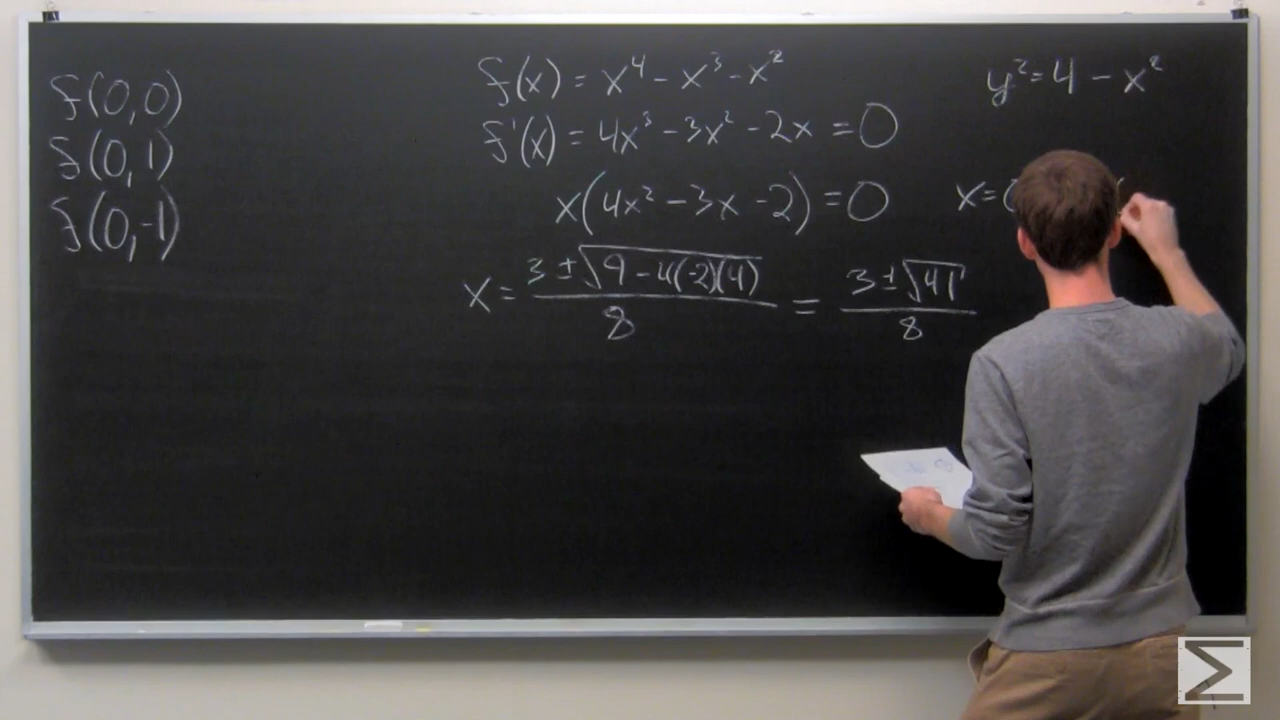 f(0,0)
f(0,1)
f(0,-1)
f(x) = x⁴ - x³ - x²
f'(x) = 4x³ - 3x² - 2x = 0
x(4x² - 3x - 2) = 0
x = (3 ± √(9 - 4(-2)(4)))/8 = (3 ± √41)/8
y² = 4 - x²
x =
Σ